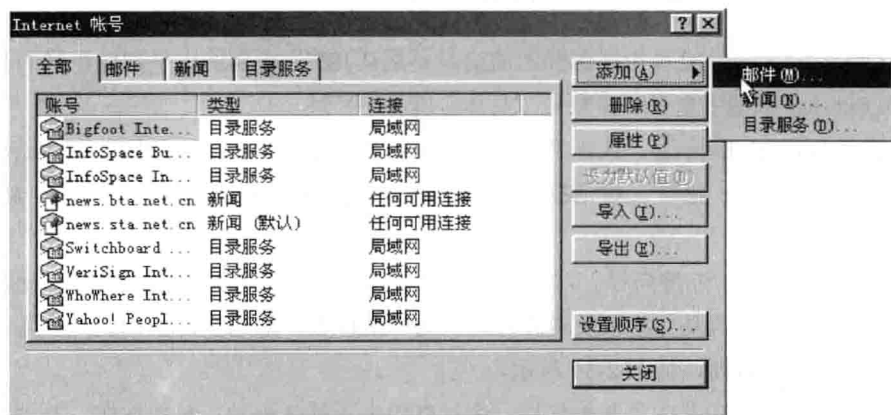 Internet 帐号
全部 邮件 新闻 目录服务
账号 类型 连接
Bigfoot Inte... 目录服务 局域网
InfoSpace Bu... 目录服务 局域网
InfoSpace In... 目录服务 局域网
news.bta.net.cn 新闻 任何可用连接
news.sta.net.cn 新闻 (默认) 任何可用连接
Switchboard ... 目录服务 局域网
VeriSign Int... 目录服务 局域网
WhoWhere Int... 目录服务 局域网
Yahoo! Peopl... 目录服务 局域网
添加(A)
删除(R)
属性(P)
设为默认值(D)
导入(I)...
导出(E)...
设置顺序(S)...
关闭
邮件(M)...
新闻(N)...
目录服务(D)...